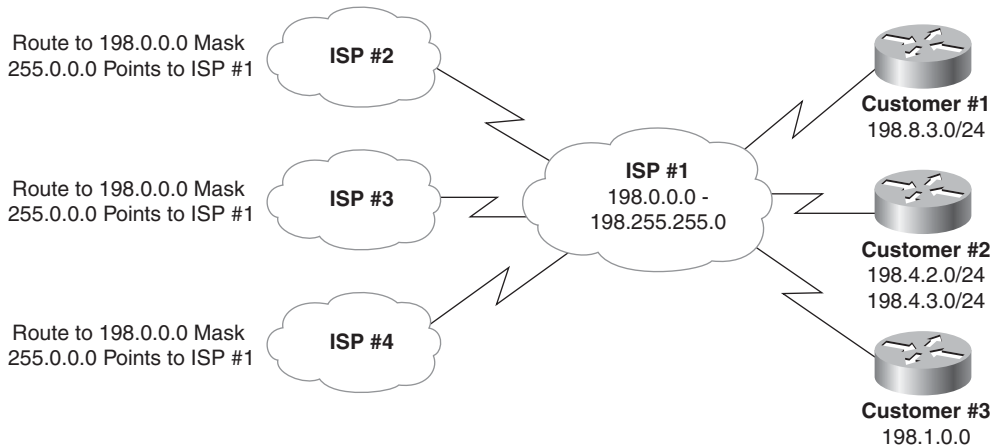 Route to 198.0.0.0 Mask
255.0.0.0 Points to ISP #1
ISP #2
Route to 198.0.0.0 Mask
255.0.0.0 Points to ISP #1
ISP #3
Route to 198.0.0.0 Mask
255.0.0.0 Points to ISP #1
ISP #4
ISP #1
198.0.0.0 -
198.255.255.0
Customer #1
198.8.3.0/24
Customer #2
198.4.2.0/24
198.4.3.0/24
Customer #3
198.1.0.0